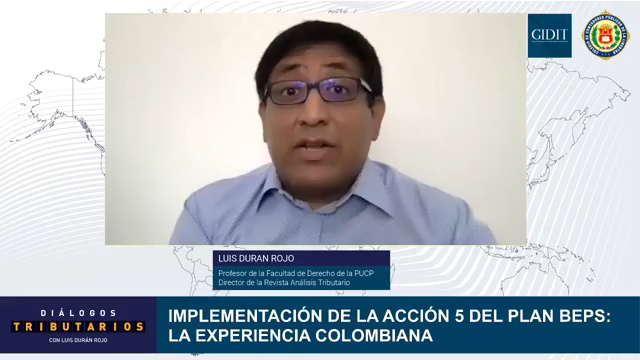 GIDIT
LUIS DURAN ROJO
Profesor de la Facultad de Derecho de la PUCP
Director de la Revista Análisis Tributario
DIÁLOGOS
TRIBUTARIOS
CON LUIS DURÁN ROJO
IMPLEMENTACIÓN DE LA ACCIÓN 5 DEL PLAN BEPS:
LA EXPERIENCIA COLOMBIANA